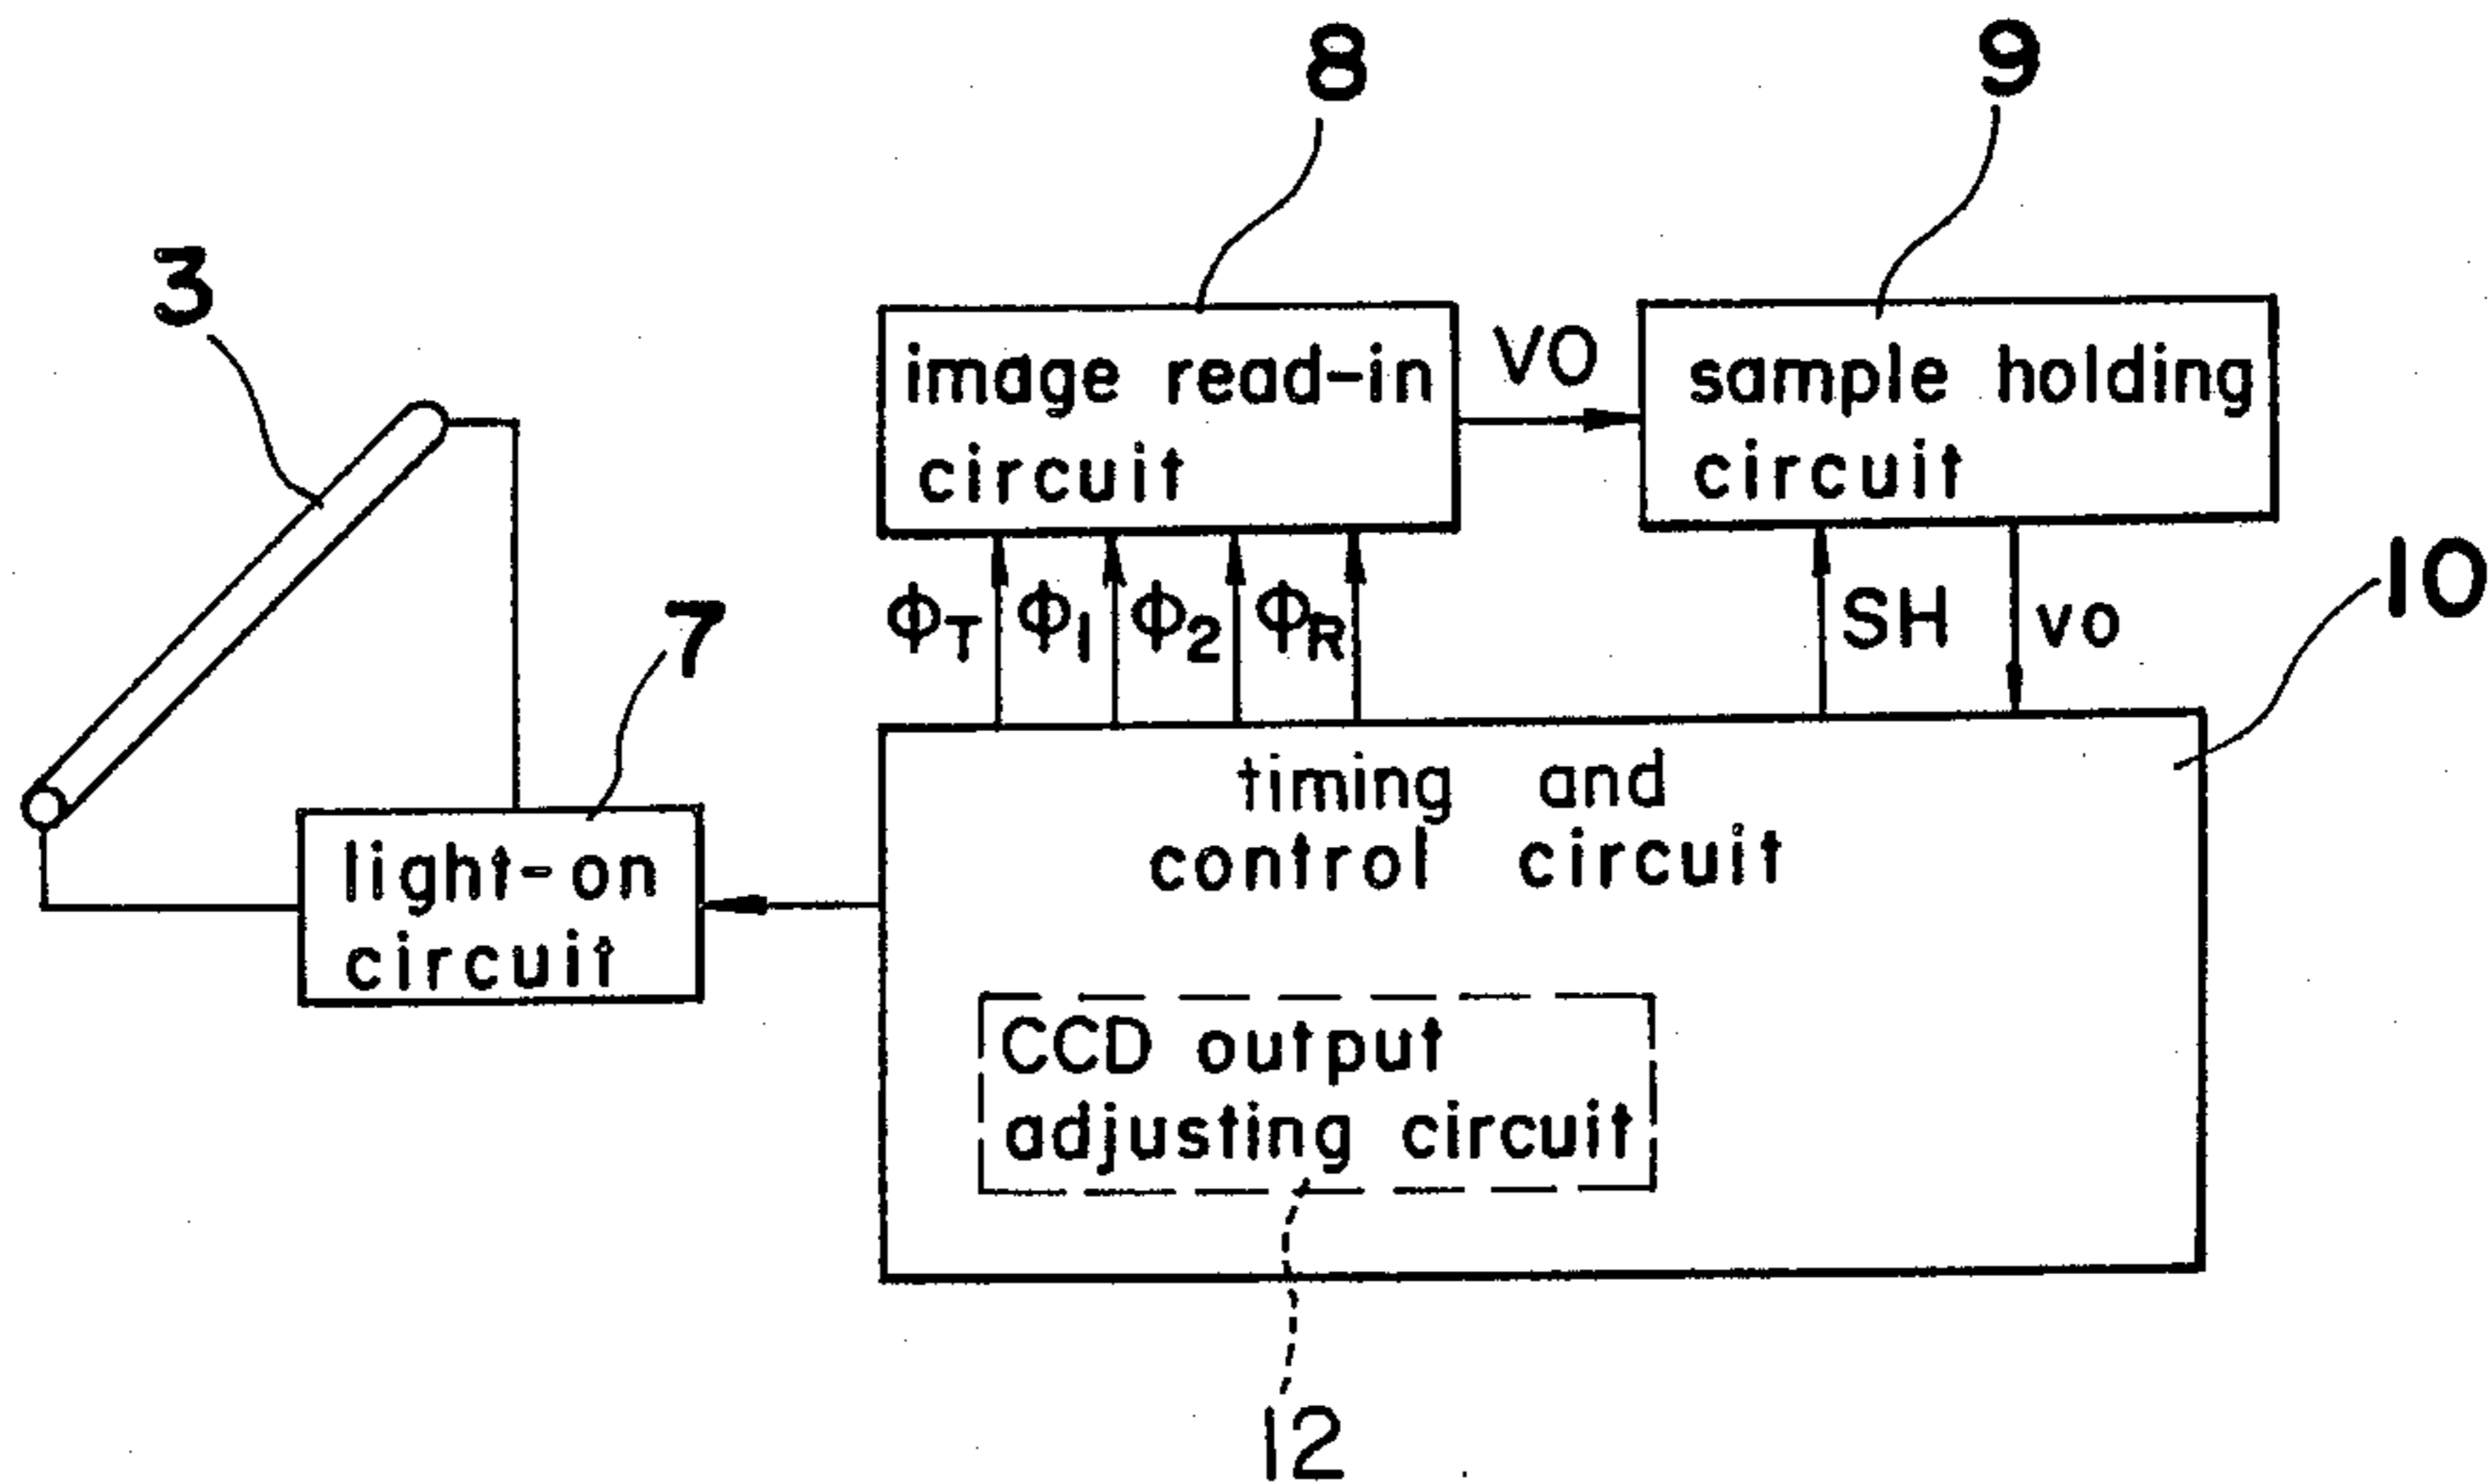 8
9
3
image read-in
circuit
VO
sample holding
circuit
10
7
ΦT Φ1 Φ2 ΦR
SH
vo
timing and
control circuit
light-on
circuit
CCD output
adjusting circuit
12